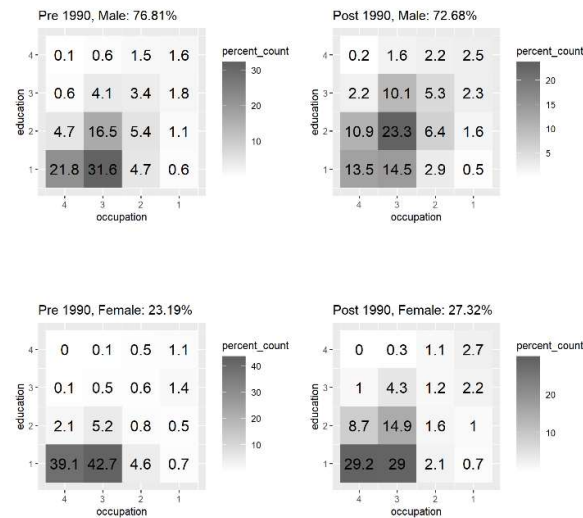 Pre 1990, Male: 76.81%
4 0.1 0.6 1.5 1.6
3 0.6 4.1 3.4 1.8
2 4.7 16.5 5.4 1.1
1 21.8 31.6 4.7 0.6
4 3 2 1
education
occupation
percent_count
30
20
10
Post 1990, Male: 72.68%
4 0.2 1.6 2.2 2.5
3 2.2 10.1 5.3 2.3
2 10.9 23.3 6.4 1.6
1 13.5 14.5 2.9 0.5
4 3 2 1
education
occupation
percent_count
20
15
10
5
Pre 1990, Female: 23.19%
4 0 0.1 0.5 1.1
3 0.1 0.5 0.6 1.4
2 2.1 5.2 0.8 0.5
1 39.1 42.7 4.6 0.7
4 3 2 1
education
occupation
percent_count
40
30
20
10
Post 1990, Female: 27.32%
4 0 0.3 1.1 2.7
3 1 4.3 1.2 2.2
2 8.7 14.9 1.6 1
1 29.2 29 2.1 0.7
4 3 2 1
education
occupation
percent_count
20
10